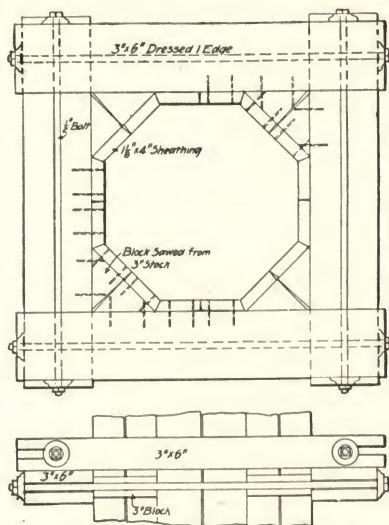 3"x6" Dressed 1 Edge
½" Bolt
1⅛"x4" Sheathing
Block Sawed from
3" Stock
3"x6"
3"x6"
3" Block